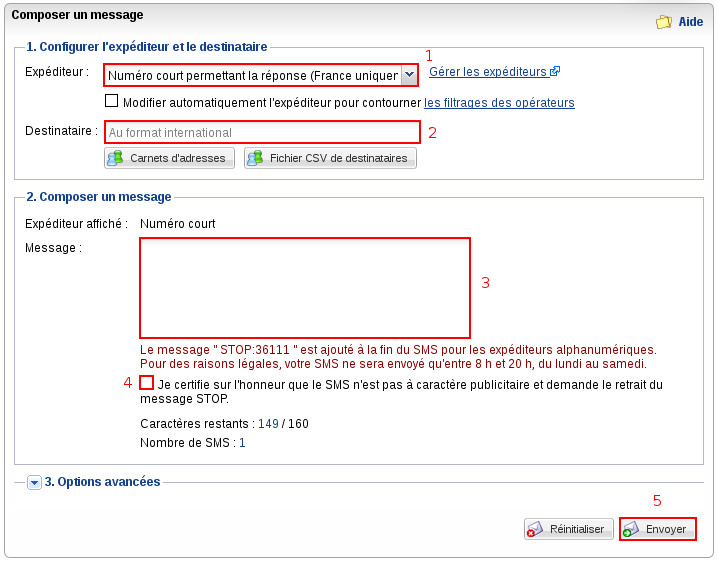 Composer un message
Aide
1. Configurer l'expéditeur et le destinataire
1
Expéditeur :
Numéro court permettant la réponse (France uniquer
Gérer les expéditeurs
Modifier automatiquement l'expéditeur pour contourner les filtrages des opérateurs
Destinataire :
Au format international
2
Carnets d'adresses
Fichier CSV de destinataires
2. Composer un message
Expéditeur affiché :
Numéro court
Message :
3
Le message " STOP:36111 " est ajouté à la fin du SMS pour les expéditeurs alphanumériques.
Pour des raisons légales, votre SMS ne sera envoyé qu'entre 8 h et 20 h, du lundi au samedi.
4
Je certifie sur l'honneur que le SMS n'est pas à caractère publicitaire et demande le retrait du
message STOP.
Caractères restants : 149 / 160
Nombre de SMS : 1
3. Options avancées
5
Réinitialiser
Envoyer